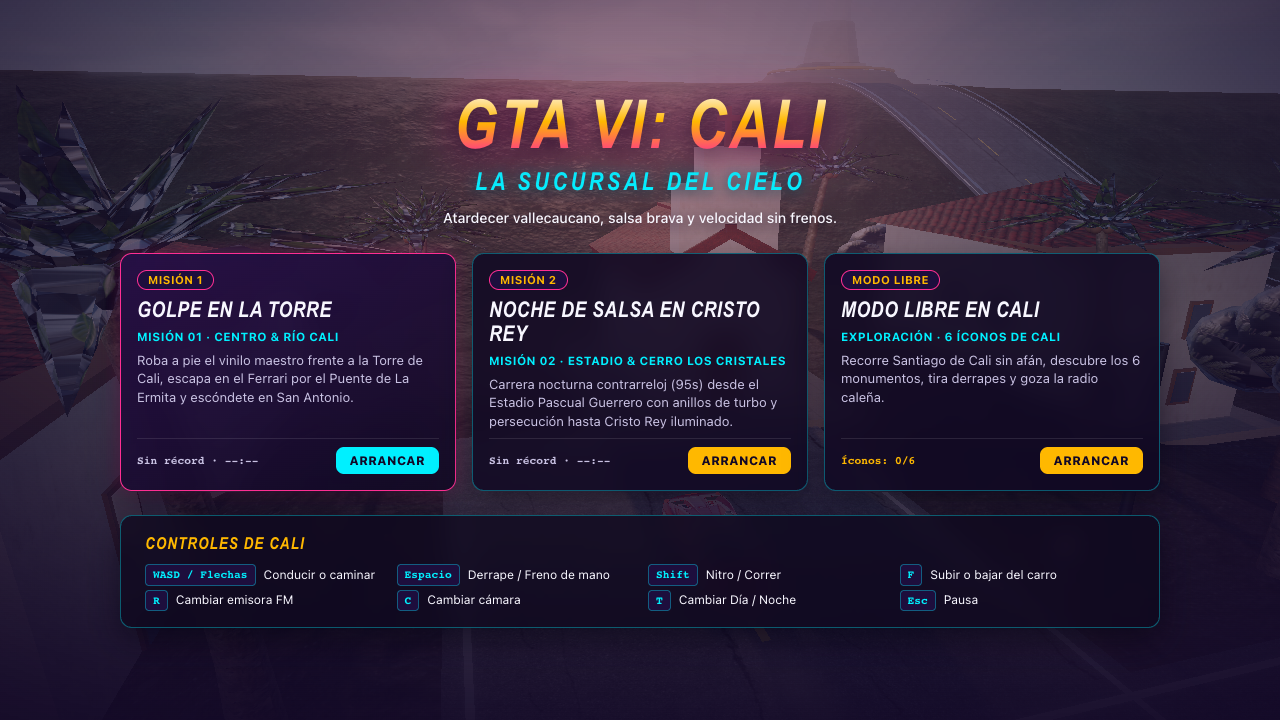 GTA VI: CALI
LA SUCURSAL DEL CIELO
Atardecer vallecaucano, salsa brava y velocidad sin frenos.
MISIÓN 1
GOLPE EN LA TORRE
MISIÓN 01 · CENTRO & RÍO CALI
Roba a pie el vinilo maestro frente a la Torre de
Cali, escapa en el Ferrari por el Puente de La
Ermita y escóndete en San Antonio.
Sin récord · --:--
ARRANCAR
MISIÓN 2
NOCHE DE SALSA EN CRISTO
REY
MISIÓN 02 · ESTADIO & CERRO LOS CRISTALES
Carrera nocturna contrarreloj (95s) desde el
Estadio Pascual Guerrero con anillos de turbo y
persecución hasta Cristo Rey iluminado.
Sin récord · --:--
ARRANCAR
MODO LIBRE
MODO LIBRE EN CALI
EXPLORACIÓN · 6 ÍCONOS DE CALI
Recorre Santiago de Cali sin afán, descubre los 6
monumentos, tira derrapes y goza la radio
caleña.
Íconos: 0/6
ARRANCAR
CONTROLES DE CALI
WASD / Flechas Conducir o caminar
Espacio Derrape / Freno de mano
Shift Nitro / Correr
F Subir o bajar del carro
R Cambiar emisora FM
C Cambiar cámara
T Cambiar Día / Noche
Esc Pausa